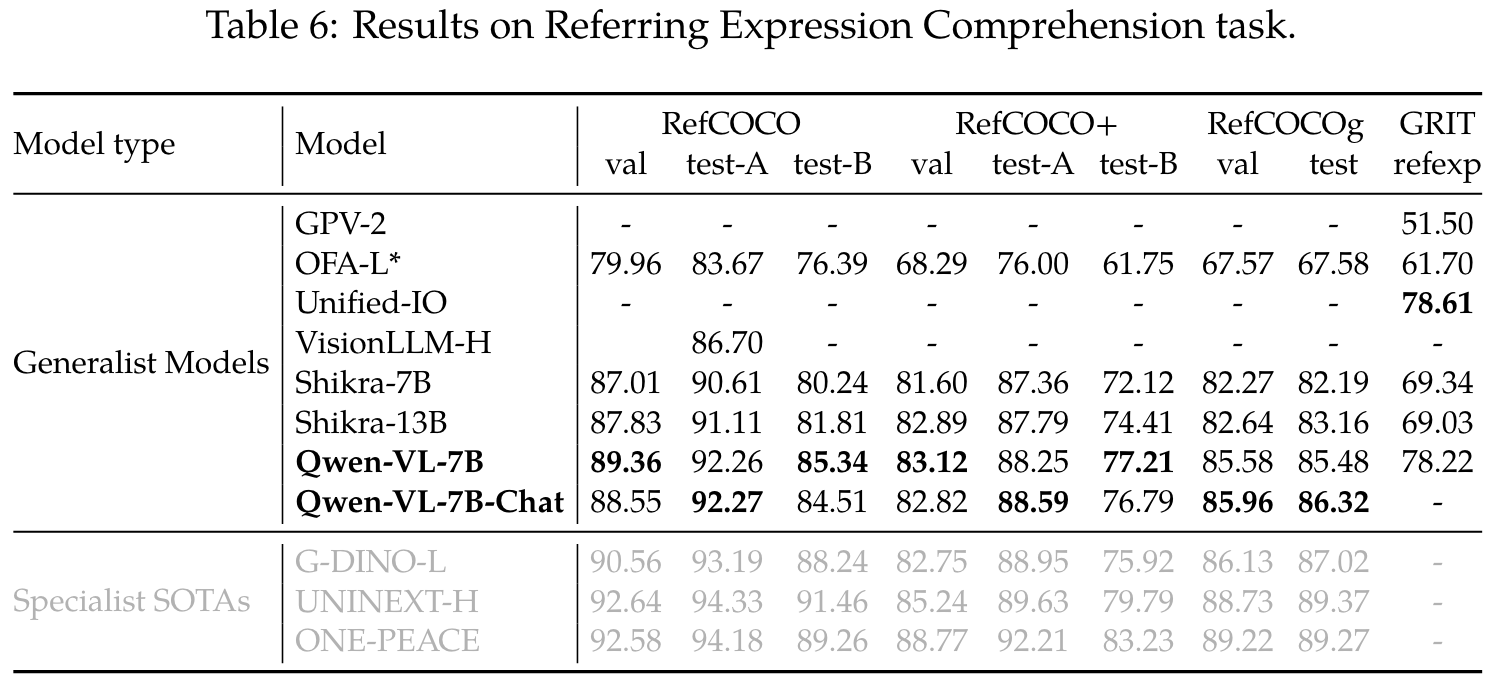 Table 6: Results on Referring Expression Comprehension task.
Model type Model RefCOCO RefCOCO+ RefCOCOg GRIT
val test-A test-B val test-A test-B val test refexp
Generalist Models
GPV-2 - - - - - - - - 51.50
OFA-L* 79.96 83.67 76.39 68.29 76.00 61.75 67.57 67.58 61.70
Unified-IO - - - - - - - - 78.61
VisionLLM-H 86.70 - - - - - - -
Shikra-7B 87.01 90.61 80.24 81.60 87.36 72.12 82.27 82.19 69.34
Shikra-13B 87.83 91.11 81.81 82.89 87.79 74.41 82.64 83.16 69.03
Qwen-VL-7B 89.36 92.26 85.34 83.12 88.25 77.21 85.58 85.48 78.22
Qwen-VL-7B-Chat 88.55 92.27 84.51 82.82 88.59 76.79 85.96 86.32 -
Specialist SOTAs
G-DINO-L 90.56 93.19 88.24 82.75 88.95 75.92 86.13 87.02 -
UNINEXT-H 92.64 94.33 91.46 85.24 89.63 79.79 88.73 89.37 -
ONE-PEACE 92.58 94.18 89.26 88.77 92.21 83.23 89.22 89.27 -